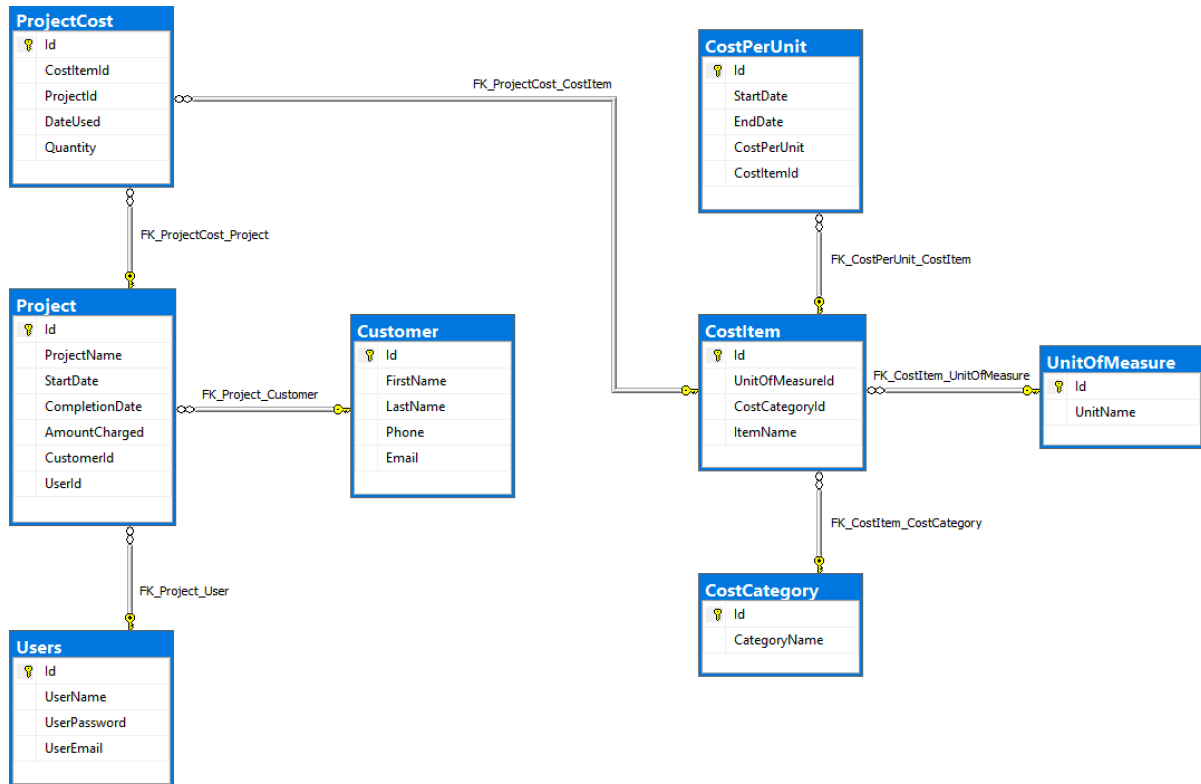 ProjectCost
Id
CostItemId
ProjectId
DateUsed
Quantity
FK_ProjectCost_CostItem
CostPerUnit
Id
StartDate
EndDate
CostPerUnit
CostItemId
FK_ProjectCost_Project
FK_CostPerUnit_CostItem
Project
Id
ProjectName
StartDate
CompletionDate
AmountCharged
CustomerId
UserId
FK_Project_Customer
Customer
Id
FirstName
LastName
Phone
Email
CostItem
Id
UnitOfMeasureId
CostCategoryId
ItemName
FK_CostItem_UnitOfMeasure
UnitOfMeasure
Id
UnitName
FK_CostItem_CostCategory
FK_Project_User
CostCategory
Id
CategoryName
Users
Id
UserName
UserPassword
UserEmail